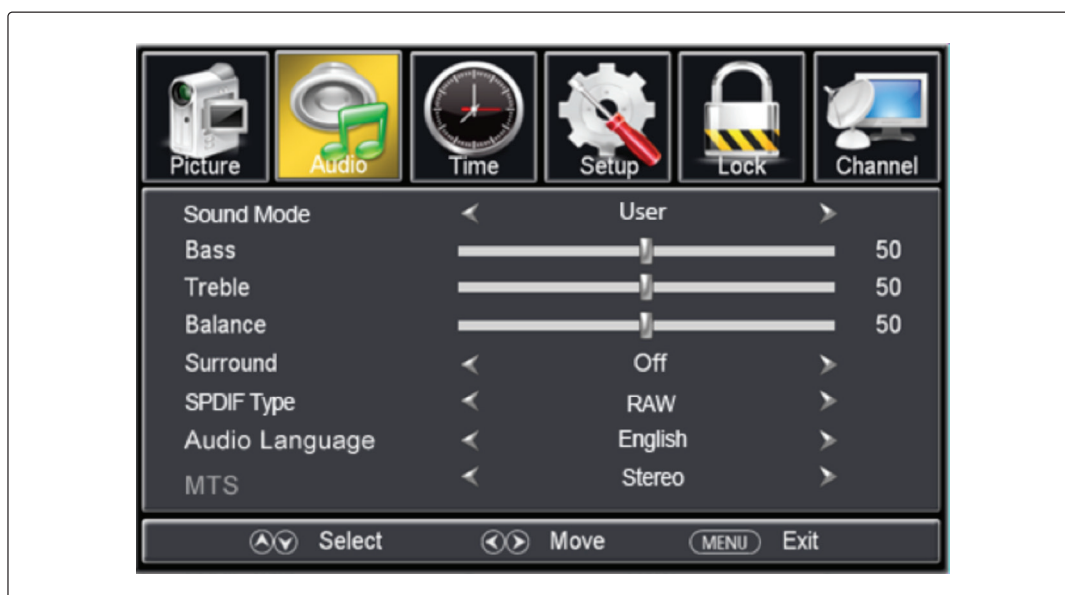 Picture Audio Time Setup Lock Channel
Sound Mode User
Bass 50
Treble 50
Balance 50
Surround Off
SPDIF Type RAW
Audio Language English
MTS Stereo
Select Move MENU Exit